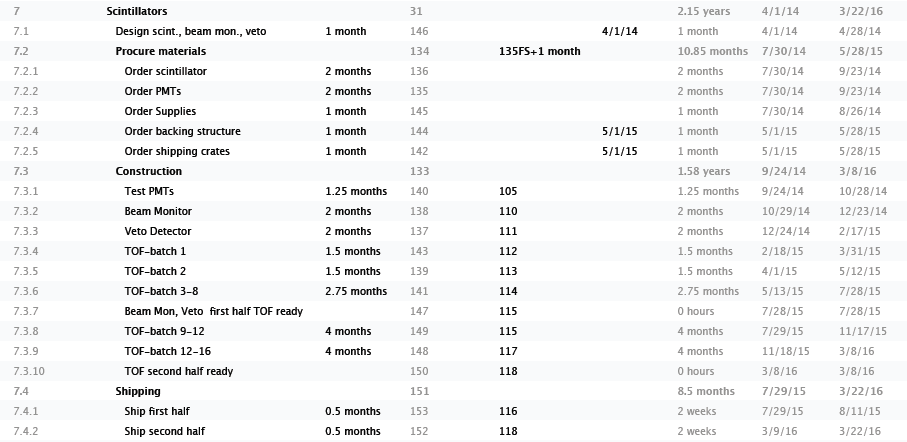 7 Scintillators 31 2.15 years 4/1/14 3/22/16
7.1 Design scint., beam mon., veto 1 month 146 4/1/14 1 month 4/1/14 4/28/14
7.2 Procure materials 134 135FS+1 month 10.85 months 7/30/14 5/28/15
7.2.1 Order scintillator 2 months 136 2 months 7/30/14 9/23/14
7.2.2 Order PMTs 2 months 135 2 months 7/30/14 9/23/14
7.2.3 Order Supplies 1 month 145 1 month 7/30/14 8/26/14
7.2.4 Order backing structure 1 month 144 5/1/15 1 month 5/1/15 5/28/15
7.2.5 Order shipping crates 1 month 142 5/1/15 1 month 5/1/15 5/28/15
7.3 Construction 133 1.58 years 9/24/14 3/8/16
7.3.1 Test PMTs 1.25 months 140 105 1.25 months 9/24/14 10/28/14
7.3.2 Beam Monitor 2 months 138 110 2 months 10/29/14 12/23/14
7.3.3 Veto Detector 2 months 137 111 2 months 12/24/14 2/17/15
7.3.4 TOF-batch 1 1.5 months 143 112 1.5 months 2/18/15 3/31/15
7.3.5 TOF-batch 2 1.5 months 139 113 1.5 months 4/1/15 5/12/15
7.3.6 TOF-batch 3-8 2.75 months 141 114 2.75 months 5/13/15 7/28/15
7.3.7 Beam Mon, Veto first half TOF ready 147 115 0 hours 7/28/15 7/28/15
7.3.8 TOF-batch 9-12 4 months 149 115 4 months 7/29/15 11/17/15
7.3.9 TOF-batch 12-16 4 months 148 117 4 months 11/18/15 3/8/16
7.3.10 TOF second half ready 150 118 0 hours 3/8/16 3/8/16
7.4 Shipping 151 8.5 months 7/29/15 3/22/16
7.4.1 Ship first half 0.5 months 153 116 2 weeks 7/29/15 8/11/15
7.4.2 Ship second half 0.5 months 152 118 2 weeks 3/9/16 3/22/16